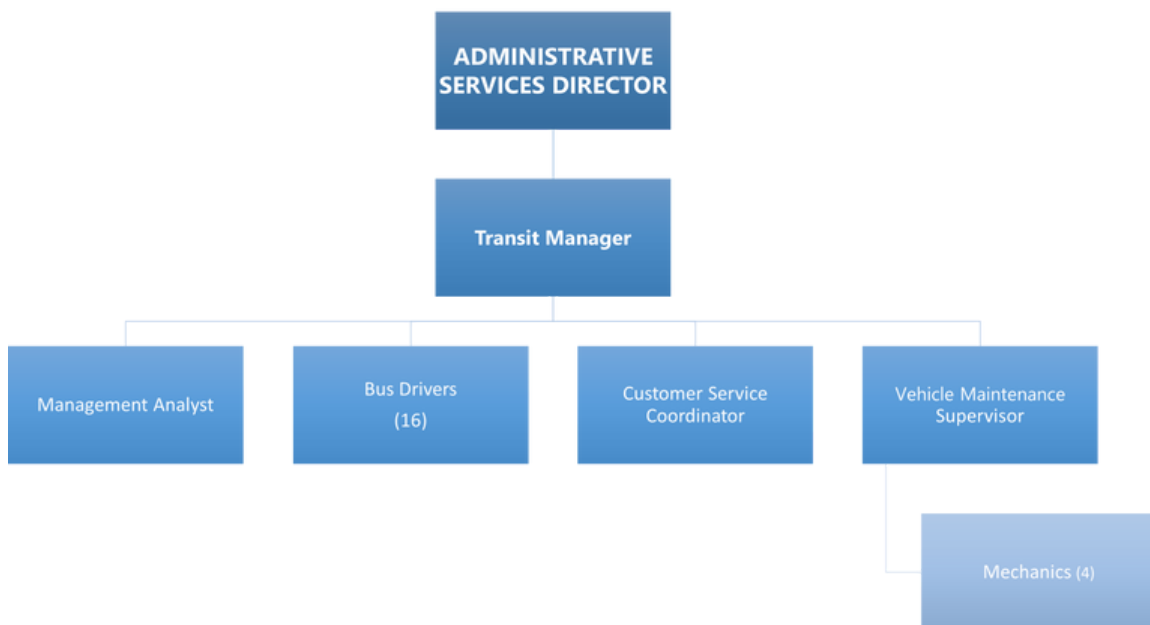 ADMINISTRATIVE
SERVICES DIRECTOR
Transit Manager
Management Analyst
Bus Drivers
(16)
Customer Service
Coordinator
Vehicle Maintenance
Supervisor
Mechanics (4)